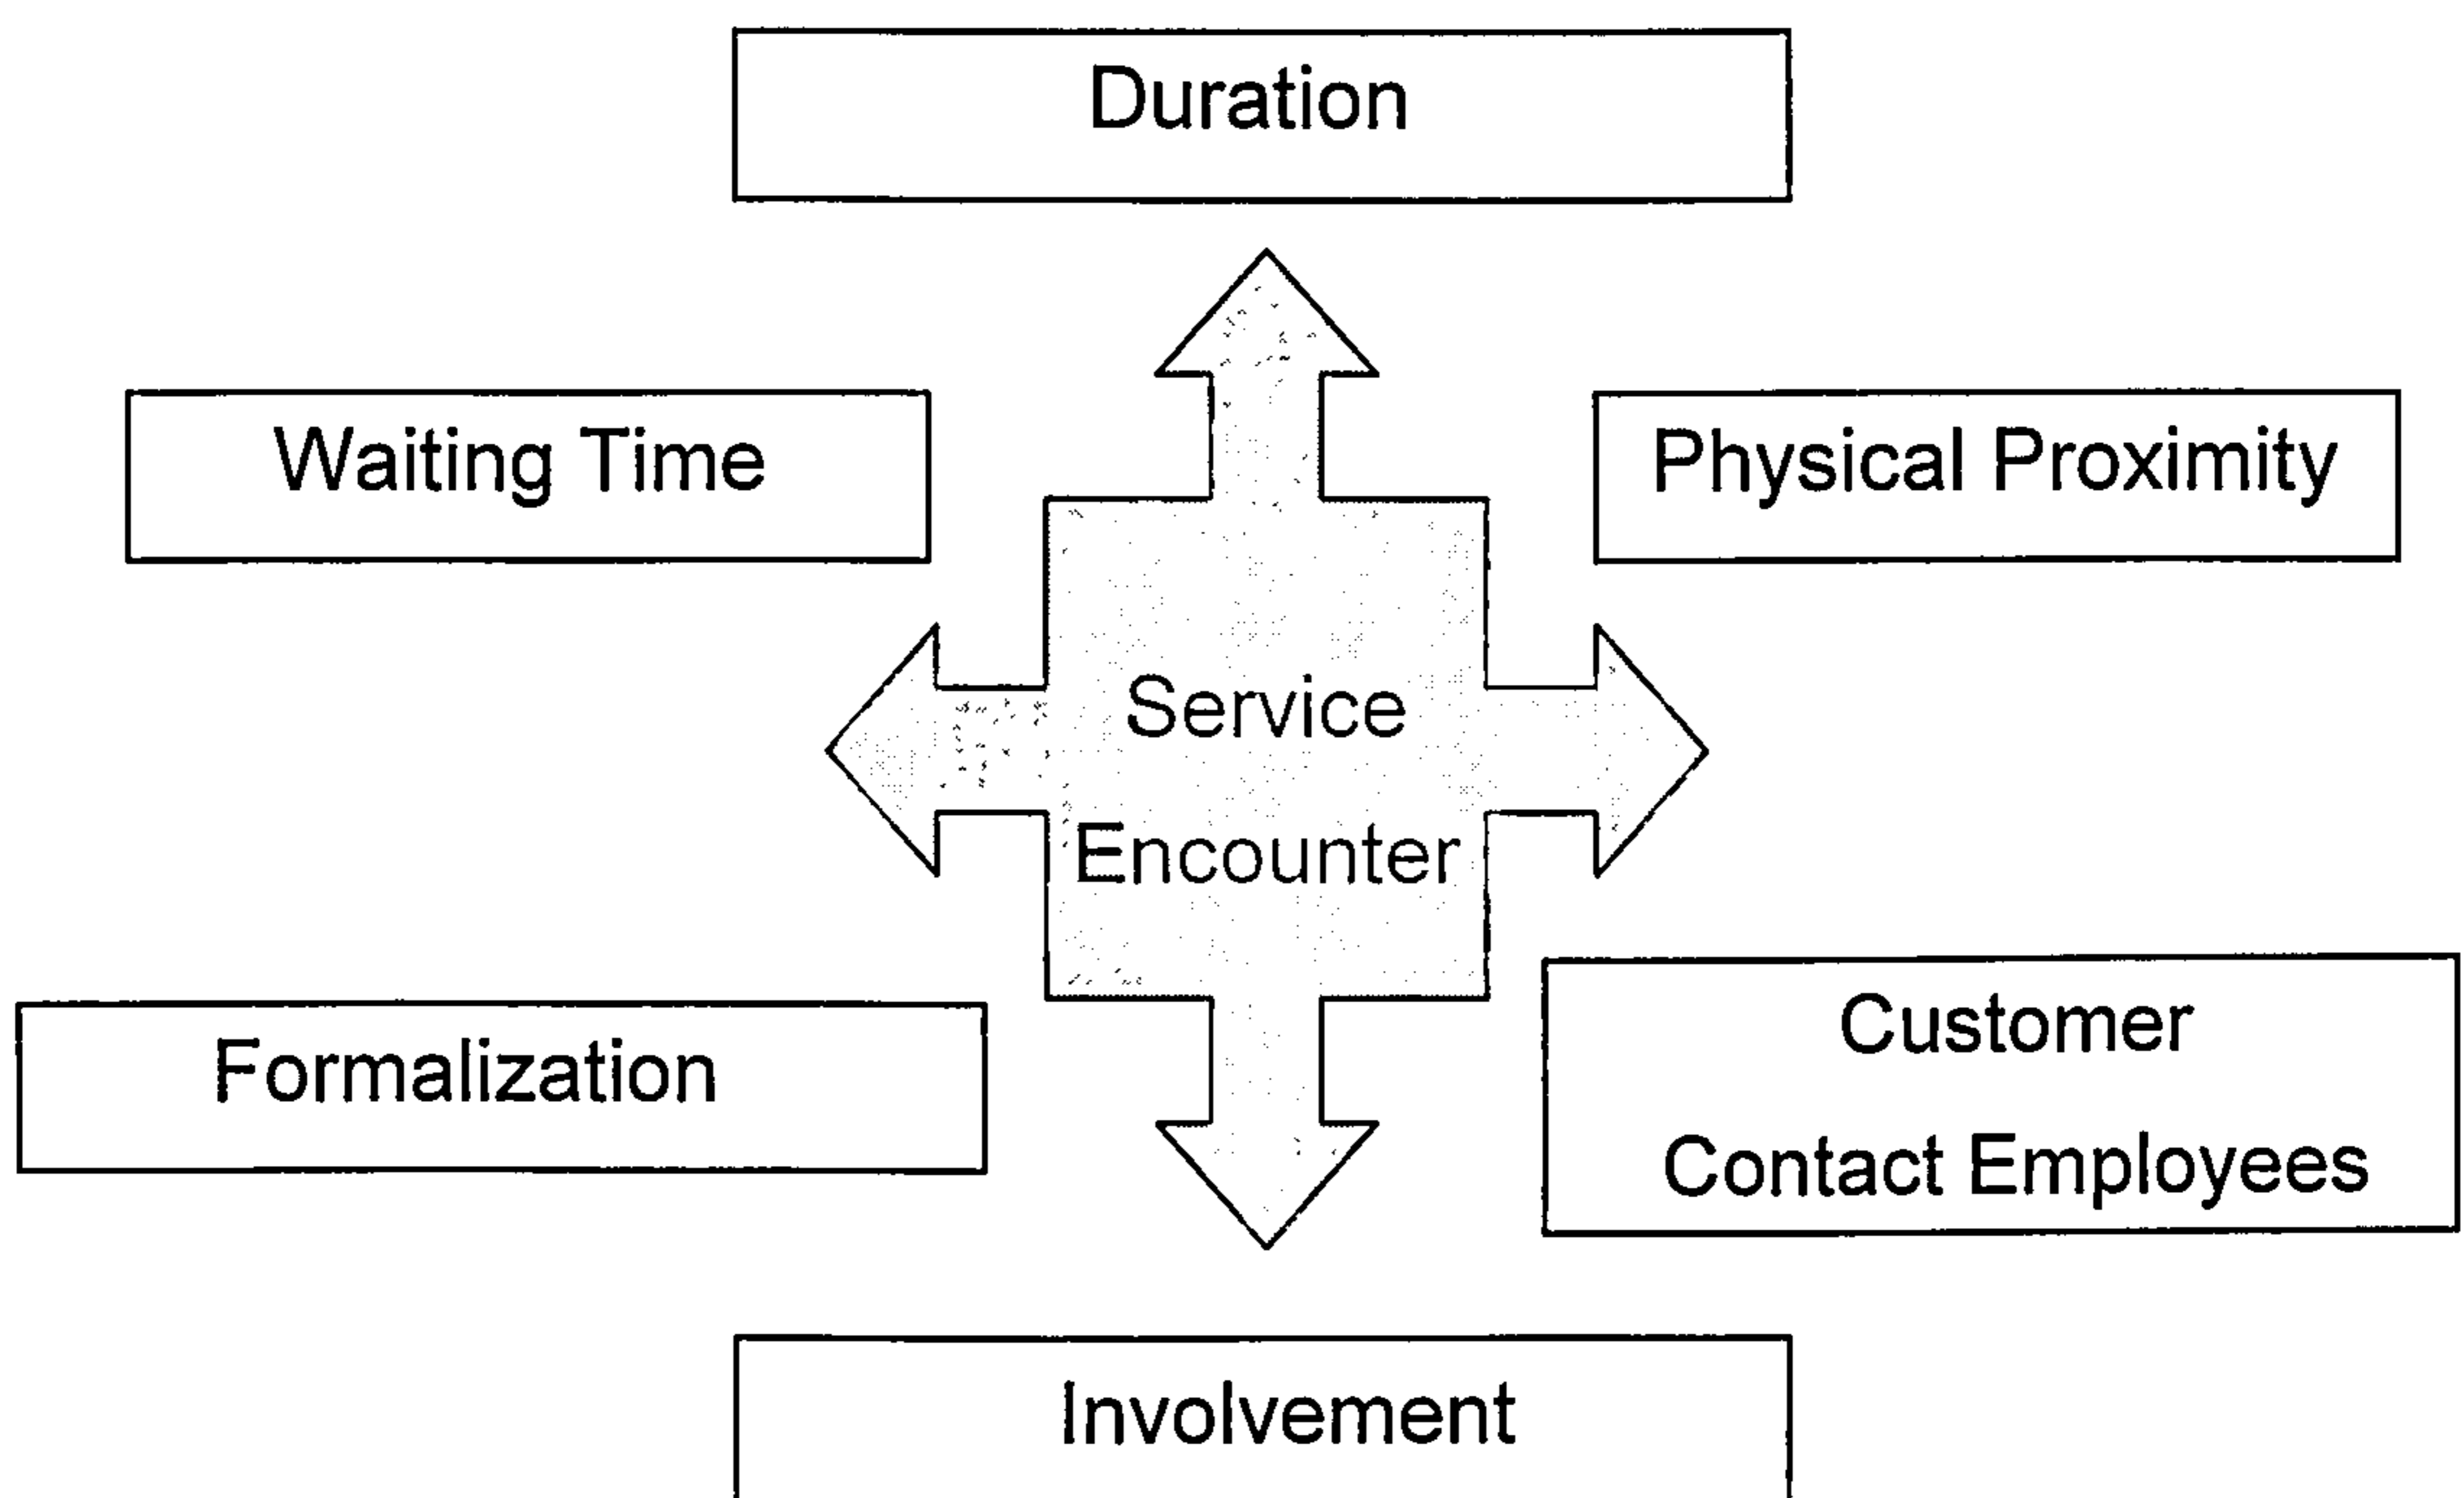 Duration
Waiting Time
Physical Proximity
Service
Encounter
Formalization
Customer
Contact Employees
Involvement